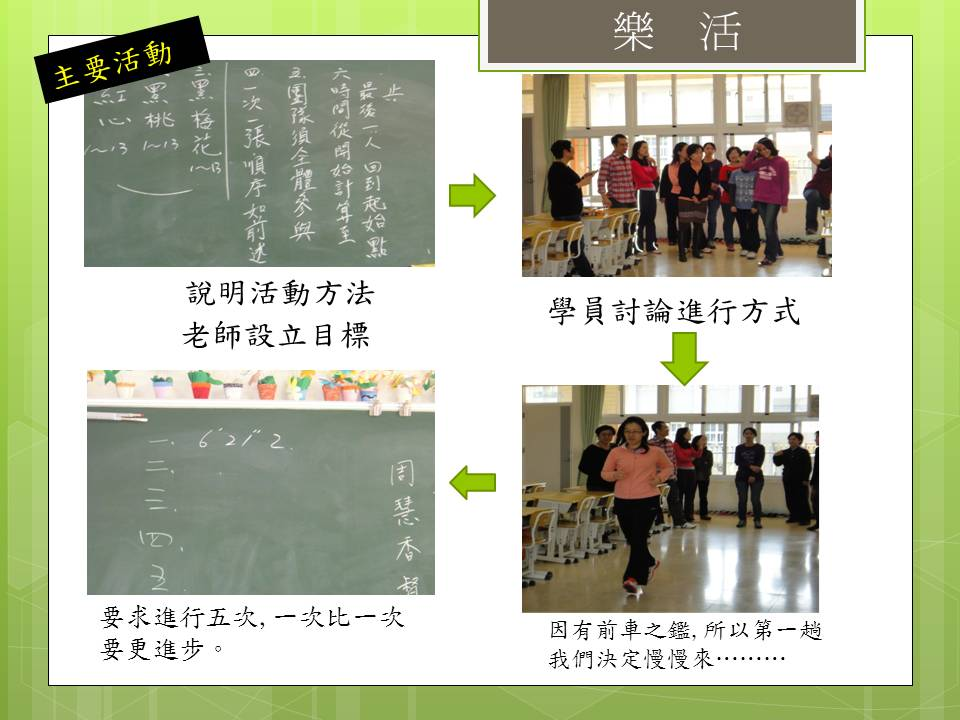 樂 活
主要活動
紅心 1～13
黑桃 1～13
三.黑梅花 1～13
四.一次一張順序如前述
五.團隊須全體參與
六.時間從開始計算至
最後一人回到起始點
止
說明活動方法
老師設立目標
學員討論進行方式
一. 6'21"2
二.
三.
四.
五
周慧香督
要求進行五次, 一次比一次
要更進步。
因有前車之鑑, 所以第一趟
我們決定慢慢來………